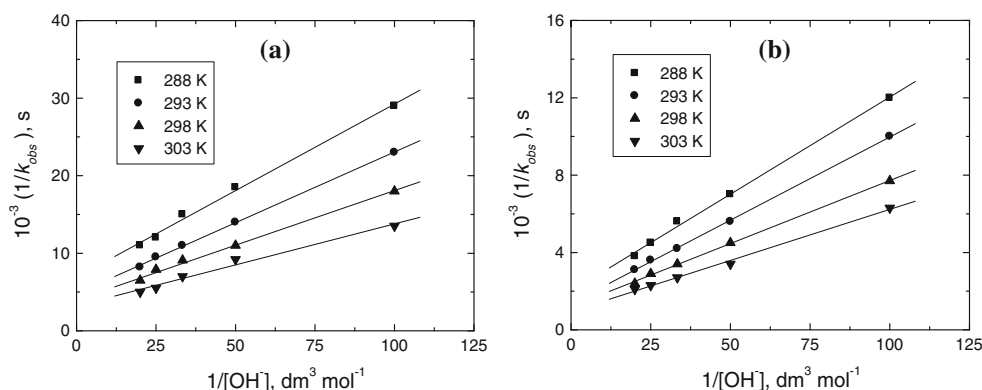 (a)
10⁻³ (1/k_obs), s
40
30
20
10
0
288 K
293 K
298 K
303 K
0 25 50 75 100 125
1/[OH⁻], dm³ mol⁻¹
(b)
10⁻³ (1/k_obs), s
16
12
8
4
0
288 K
293 K
298 K
303 K
0 25 50 75 100 125
1/[OH⁻], dm³ mol⁻¹